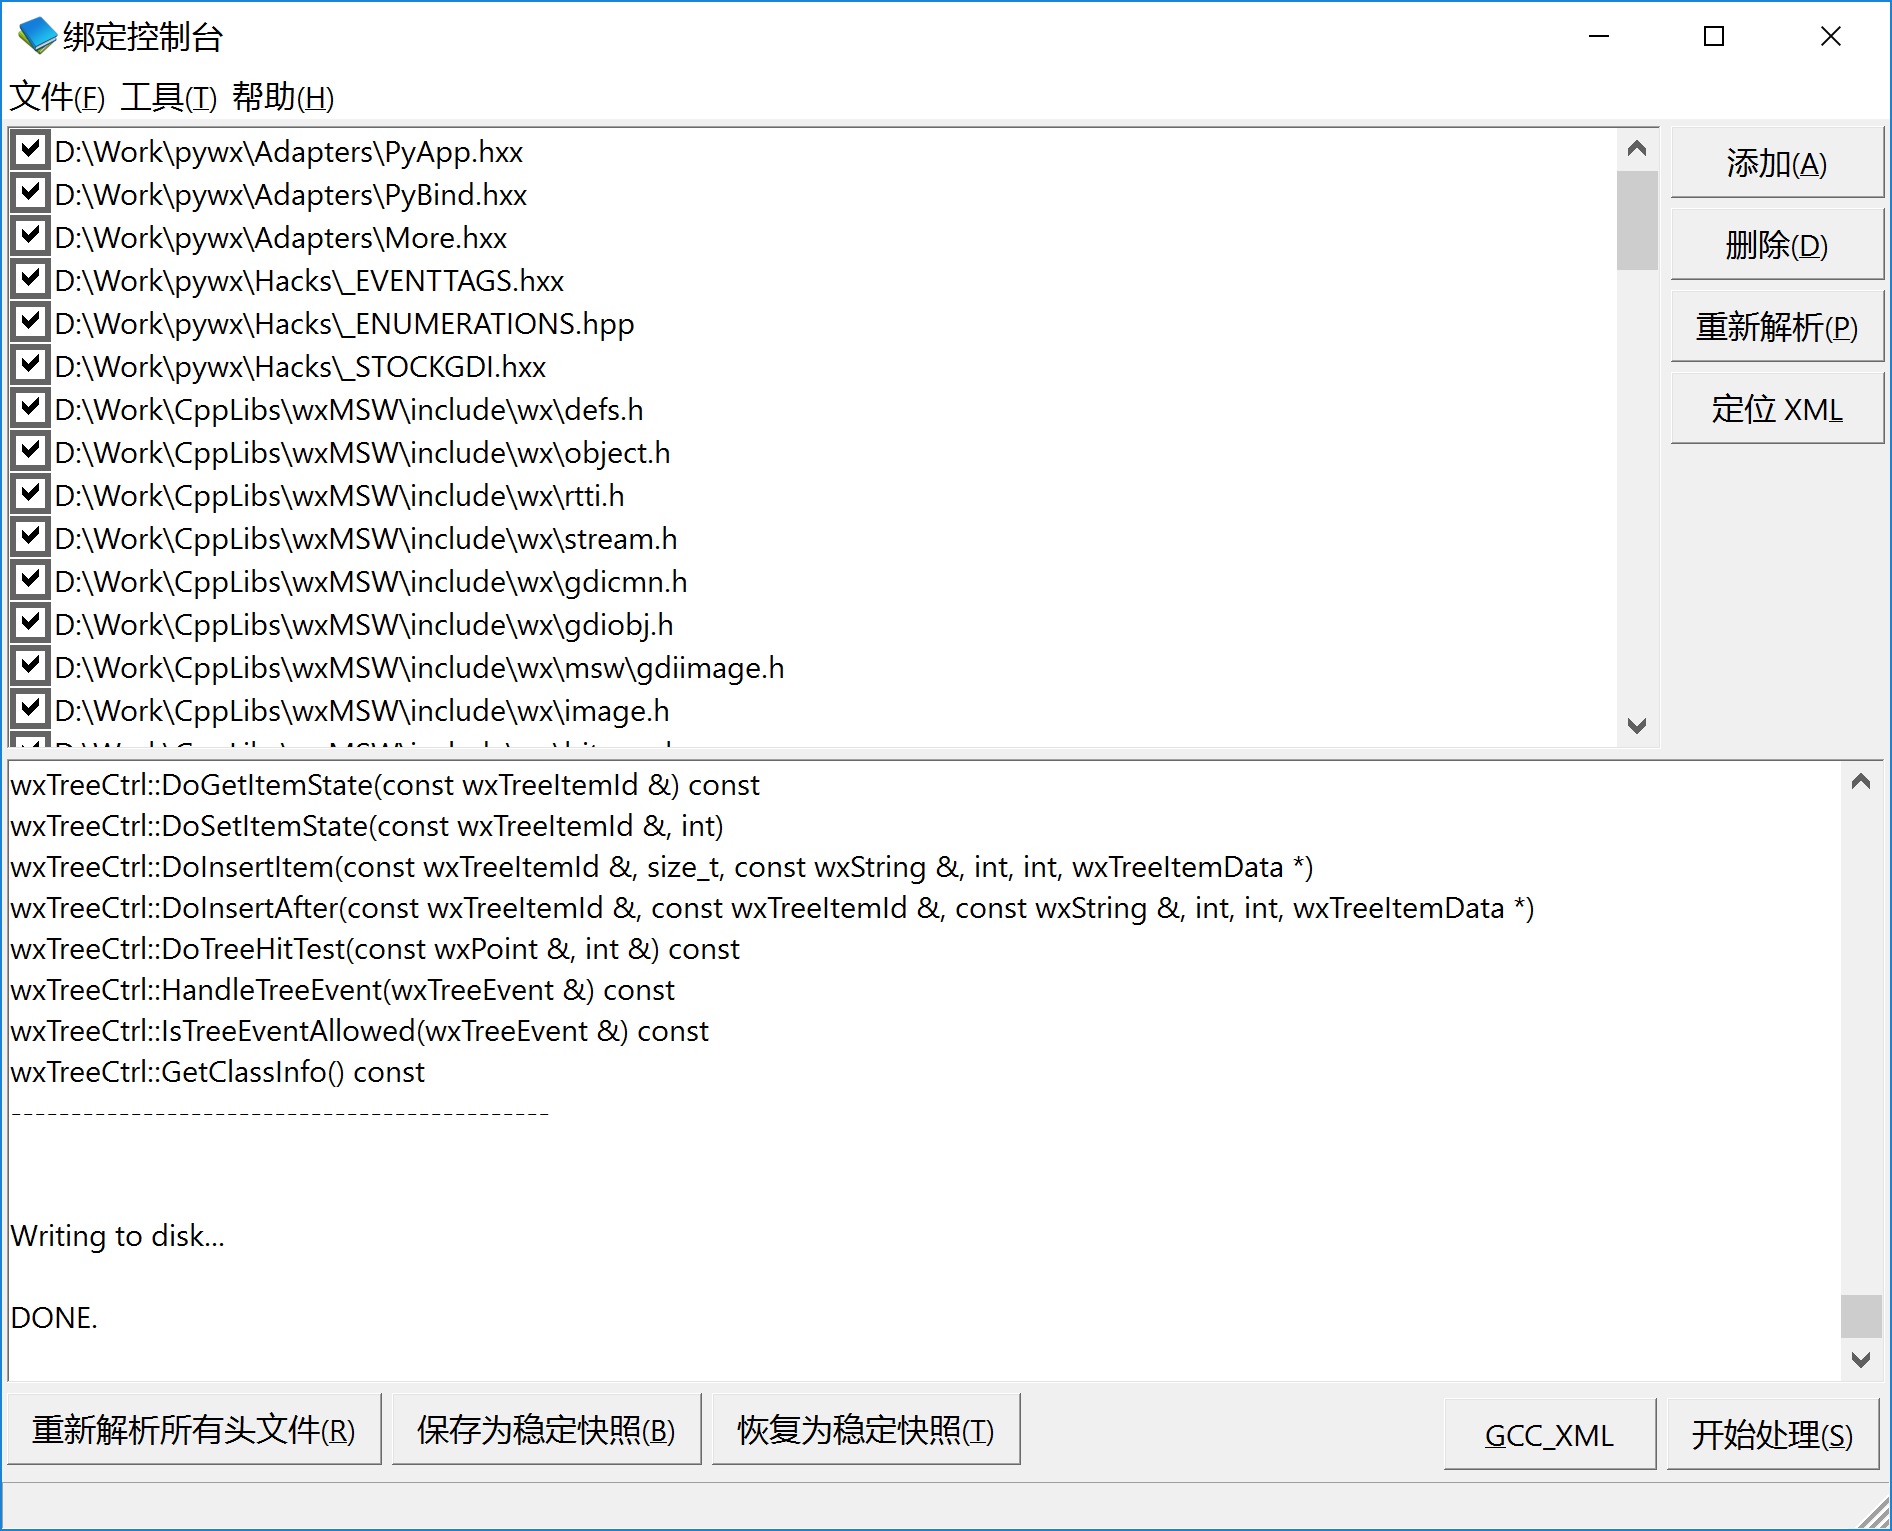 绑定控制台
文件(F) 工具(T) 帮助(H)
D:\Work\pywx\Adapters\PyApp.hxx
D:\Work\pywx\Adapters\PyBind.hxx
D:\Work\pywx\Adapters\More.hxx
D:\Work\pywx\Hacks\_EVENTTAGS.hxx
D:\Work\pywx\Hacks\_ENUMERATIONS.hpp
D:\Work\pywx\Hacks\_STOCKGDI.hxx
D:\Work\CppLibs\wxMSW\include\wx\defs.h
D:\Work\CppLibs\wxMSW\include\wx\object.h
D:\Work\CppLibs\wxMSW\include\wx\rtti.h
D:\Work\CppLibs\wxMSW\include\wx\stream.h
D:\Work\CppLibs\wxMSW\include\wx\gdicmn.h
D:\Work\CppLibs\wxMSW\include\wx\gdiobj.h
D:\Work\CppLibs\wxMSW\include\wx\msw\gdiimage.h
D:\Work\CppLibs\wxMSW\include\wx\image.h
添加(A)
删除(D)
重新解析(P)
定位 XML
wxTreeCtrl::DoGetItemState(const wxTreeItemId &) const
wxTreeCtrl::DoSetItemState(const wxTreeItemId &, int)
wxTreeCtrl::DoInsertItem(const wxTreeItemId &, size_t, const wxString &, int, int, wxTreeItemData *)
wxTreeCtrl::DoInsertAfter(const wxTreeItemId &, const wxTreeItemId &, const wxString &, int, int, wxTreeItemData *)
wxTreeCtrl::DoTreeHitTest(const wxPoint &, int &) const
wxTreeCtrl::HandleTreeEvent(wxTreeEvent &) const
wxTreeCtrl::IsTreeEventAllowed(wxTreeEvent &) const
wxTreeCtrl::GetClassInfo() const
---------------------------------------------
Writing to disk...
DONE.
重新解析所有头文件(R) 保存为稳定快照(B) 恢复为稳定快照(T) GCC_XML 开始处理(S)